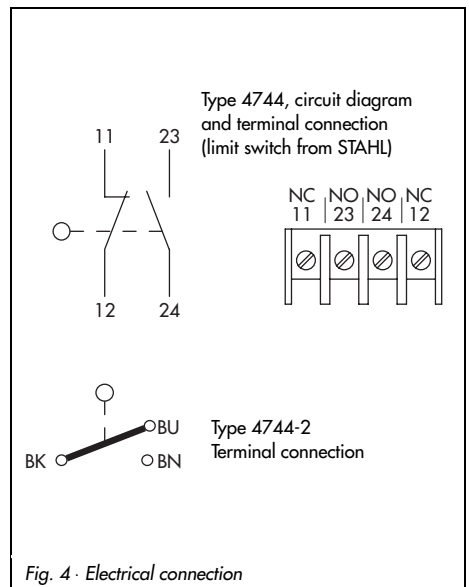 Type 4744, circuit diagram
and terminal connection
(limit switch from STAHL)
11 23
12 24
NC NO NO NC
11 23 24 12
BU
BK BN
Type 4744-2
Terminal connection
Fig. 4 · Electrical connection